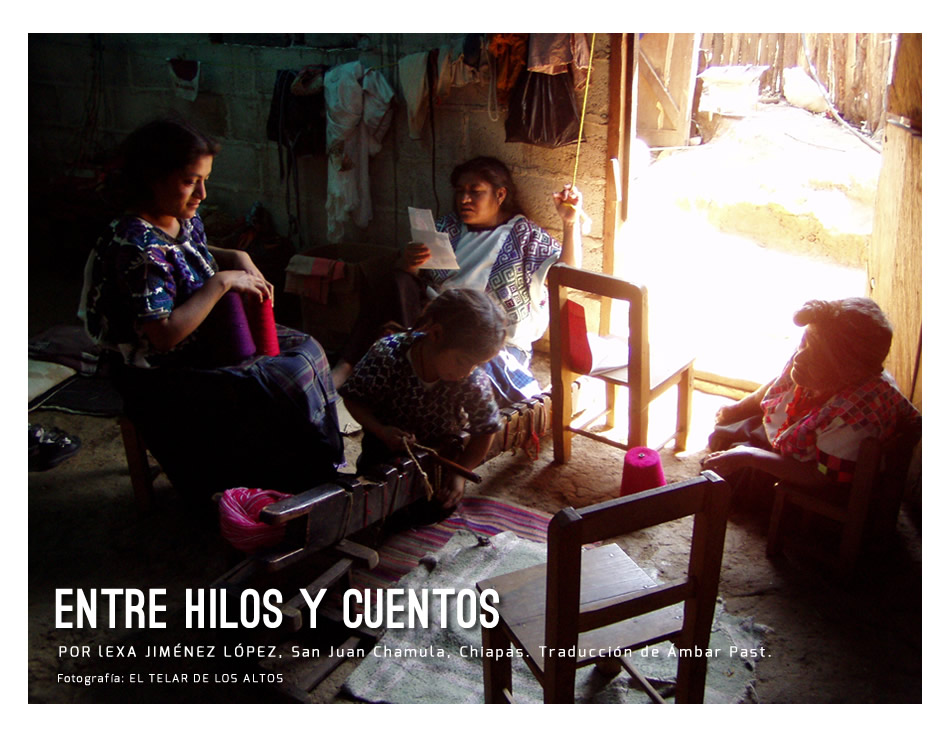 ENTRE HILOS Y CUENTOS
POR lEXA JIMÉNEZ LÓPEZ, San Juan Chamula, Chiapas. Traducción de Ámbar Past.
Fotografía: EL TELAR DE LOS ALTOS